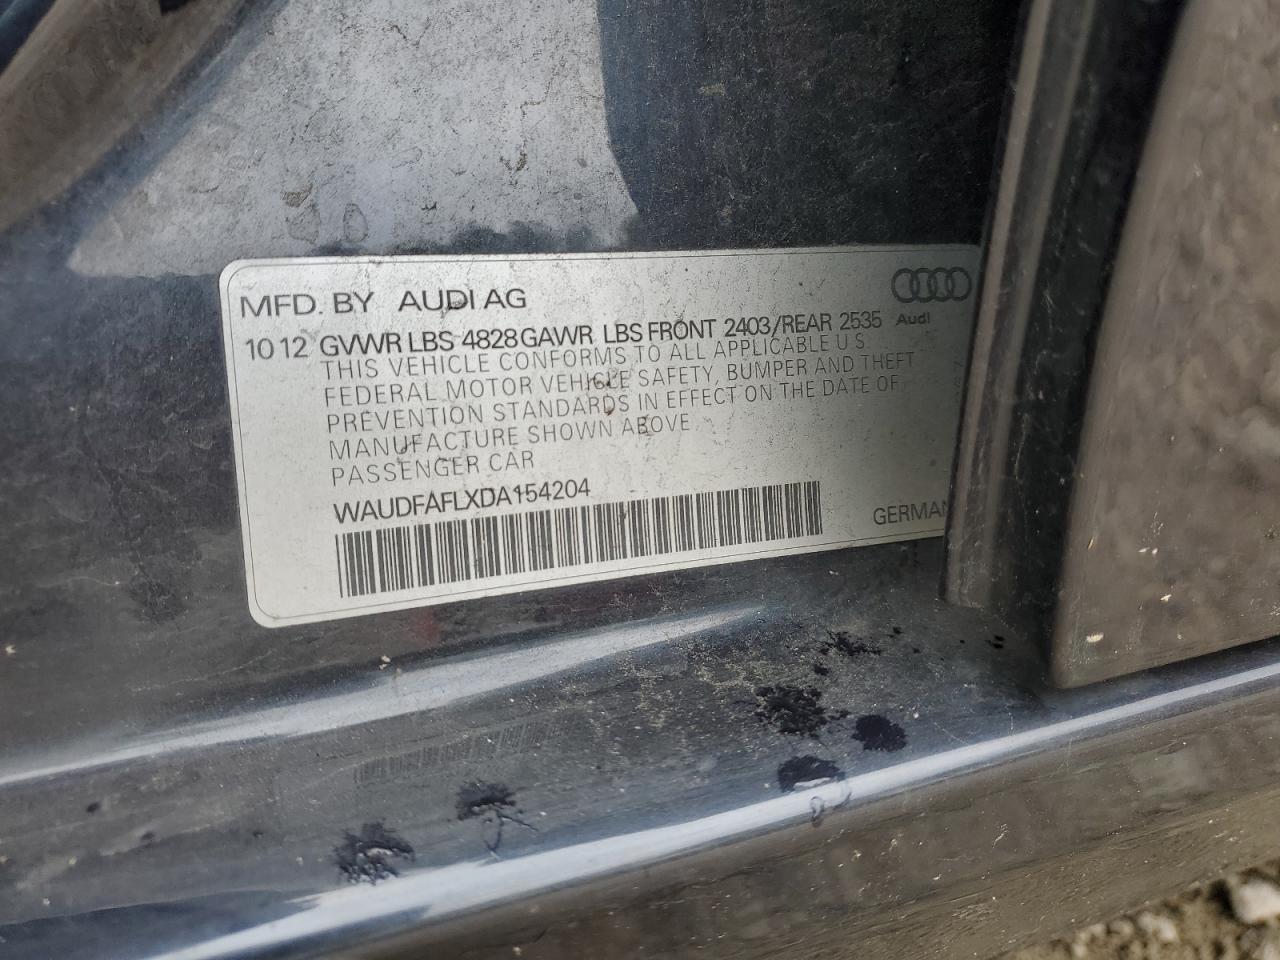 MFD. BY AUDI AG
10 12 GVWR LBS 4828 GAWR LBS FRONT 2403/REAR 2535 Audi
THIS VEHICLE CONFORMS TO ALL APPLICABLE U.S.
FEDERAL MOTOR VEHICLE SAFETY, BUMPER AND THEFT
PREVENTION STANDARDS IN EFFECT ON THE DATE OF
MANUFACTURE SHOWN ABOVE
PASSENGER CAR
WAUDFAFLXDA154204
GERMAN